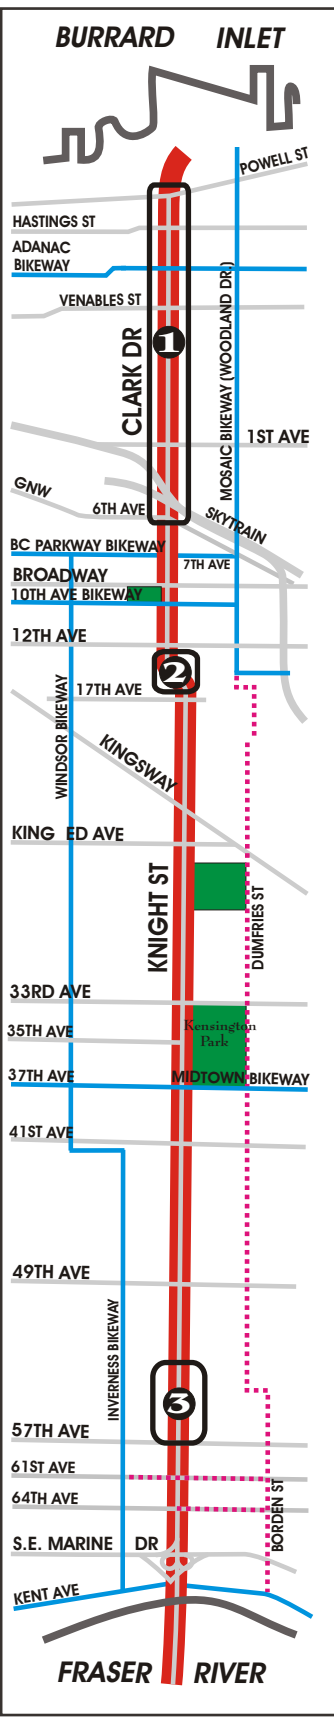 BURRARD INLET
POWELL ST
HASTINGS ST
ADANAC
BIKEWAY
VENABLES ST
MOSAIC BIKEWAY (WOODLAND DR.)
CLARK DR
1
1ST AVE
GNW
6TH AVE
SKYTRAIN
BC PARKWAY BIKEWAY
7TH AVE
BROADWAY
10TH AVE BIKEWAY
12TH AVE
2
17TH AVE
WINDSOR BIKEWAY
KINGSWAY
KING ED AVE
KNIGHT ST
DUMFRIES ST
33RD AVE
Kensington
Park
35TH AVE
37TH AVE
MIDTOWN BIKEWAY
41ST AVE
49TH AVE
INVERNESS BIKEWAY
3
57TH AVE
61ST AVE
64TH AVE
BORDEN ST
S.E. MARINE DR
KENT AVE
FRASER RIVER